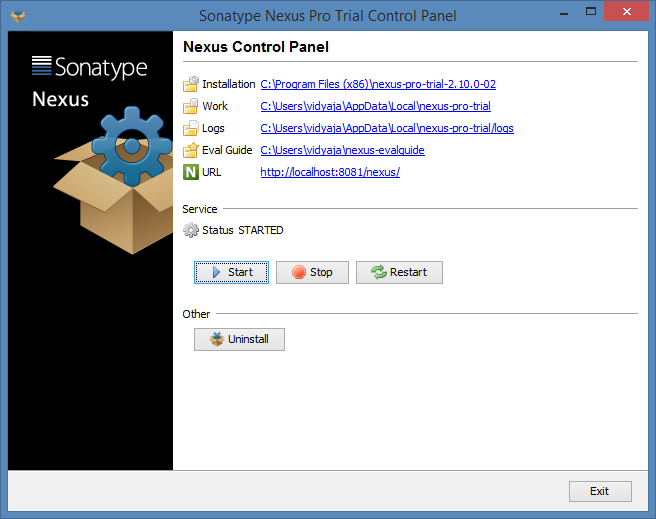 Sonatype Nexus Pro Trial Control Panel
Sonatype
Nexus
Nexus Control Panel
Installation C:\Program Files (x86)\nexus-pro-trial-2.10.0-02
Work C:\Users\vidyaja\AppData\Local\nexus-pro-trial
Logs C:\Users\vidyaja\AppData\Local\nexus-pro-trial/logs
Eval Guide C:\Users\vidyaja\nexus-evalguide
N URL http://localhost:8081/nexus/
Service
Status STARTED
Start Stop Restart
Other
Uninstall
Exit